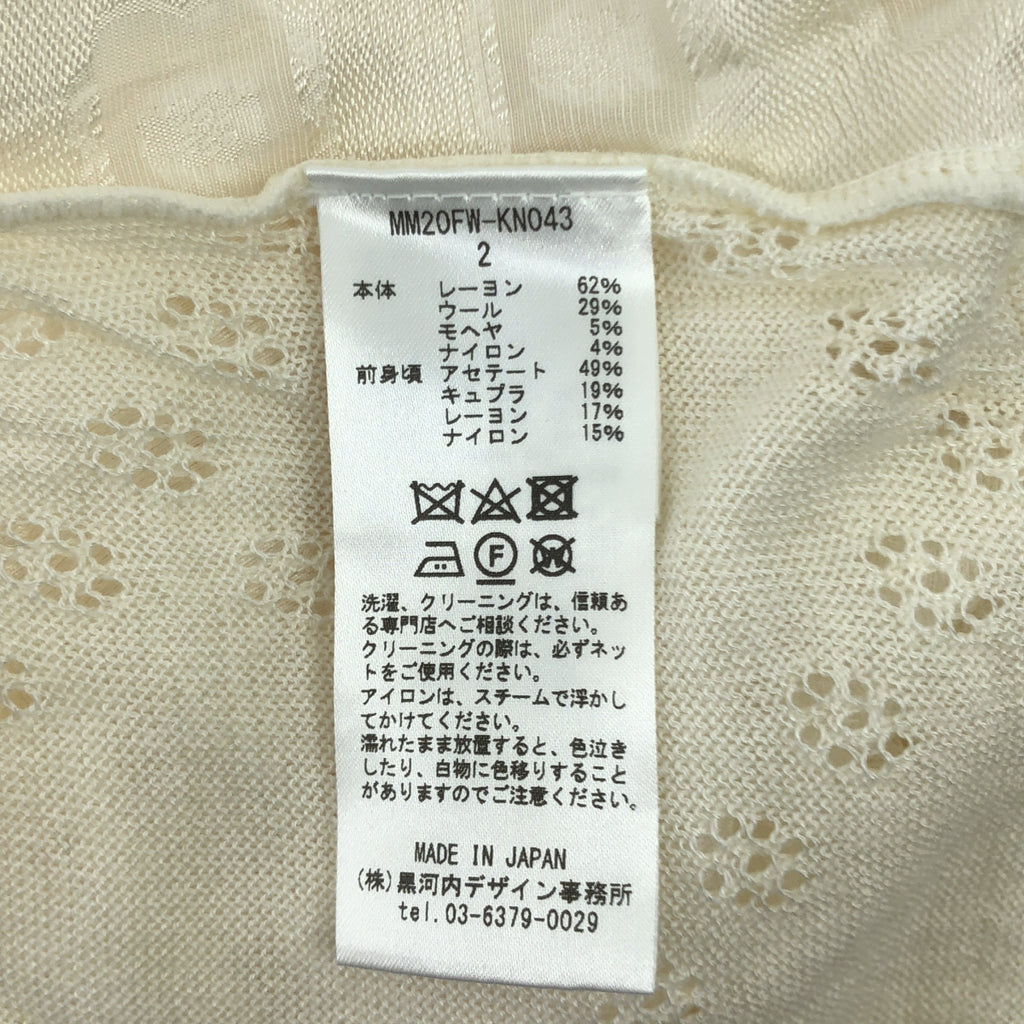 MM20FW-KN043
2
本体 レーヨン 62%
ウール 29%
モヘヤ 5%
ナイロン 4%
前身頃 アセテート 49%
キュプラ 19%
レーヨン 17%
ナイロン 15%
F W
洗濯、クリーニングは、信頼あ
る専門店へご相談ください。
クリーニングの際は、必ずネッ
トをご使用ください。
アイロンは、スチームで浮かし
てかけてください。
濡れたまま放置すると、色泣き
したり、白物に色移りすること
がありますのでご注意ください。
MADE IN JAPAN
(株)黒河内デザイン事務所
tel.03-6379-0029